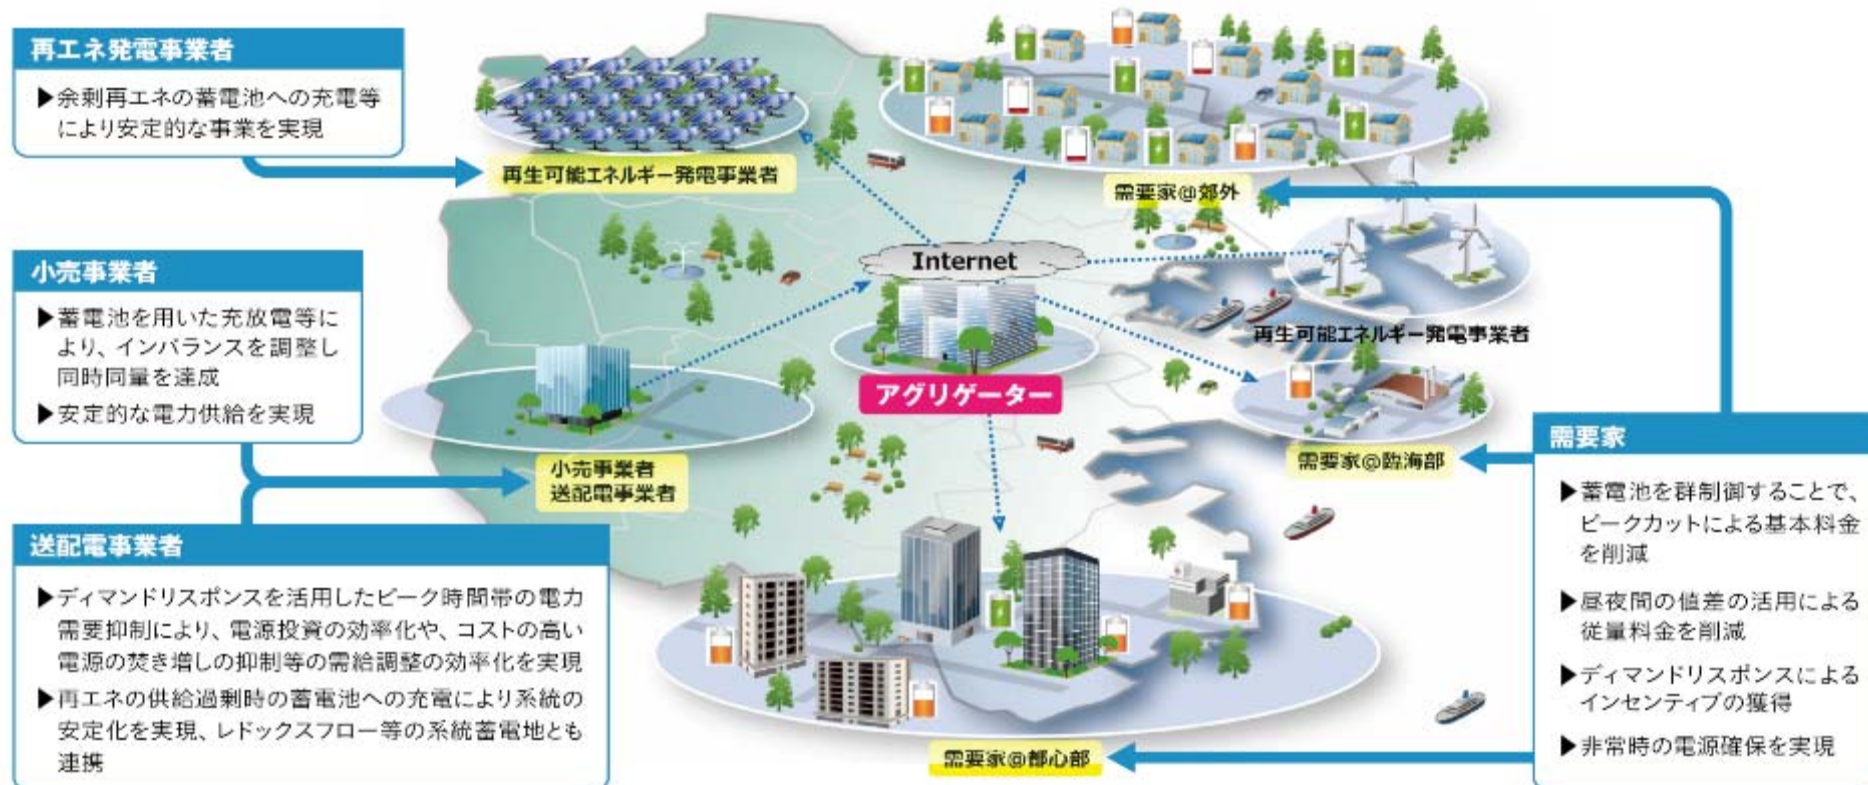 再エネ発電事業者
▶余剰再エネの蓄電池への充電等
により安定的な事業を実現
再生可能エネルギー発電事業者
需要家@郊外
小売事業者
▶蓄電池を用いた充放電等に
より、インバランスを調整し
同時同量を達成
▶安定的な電力供給を実現
Internet
アグリゲーター
再生可能エネルギー発電事業者
小売事業者
送配電事業者
需要家@臨海部
送配電事業者
▶ディマンドリスポンスを活用したピーク時間帯の電力
需要抑制により、電源投資の効率化や、コストの高い
電源の焚き増しの抑制等の需給調整の効率化を実現
▶再エネの供給過剰時の蓄電池への充電により系統の
安定化を実現、レドックスフロー等の系統蓄電地とも
連携
需要家@都心部
需要家
▶蓄電池を群制御することで、
ピークカットによる基本料金
を削減
▶昼夜間の値差の活用による
従量料金を削減
▶ディマンドリスポンスによる
インセンティブの獲得
▶非常時の電源確保を実現